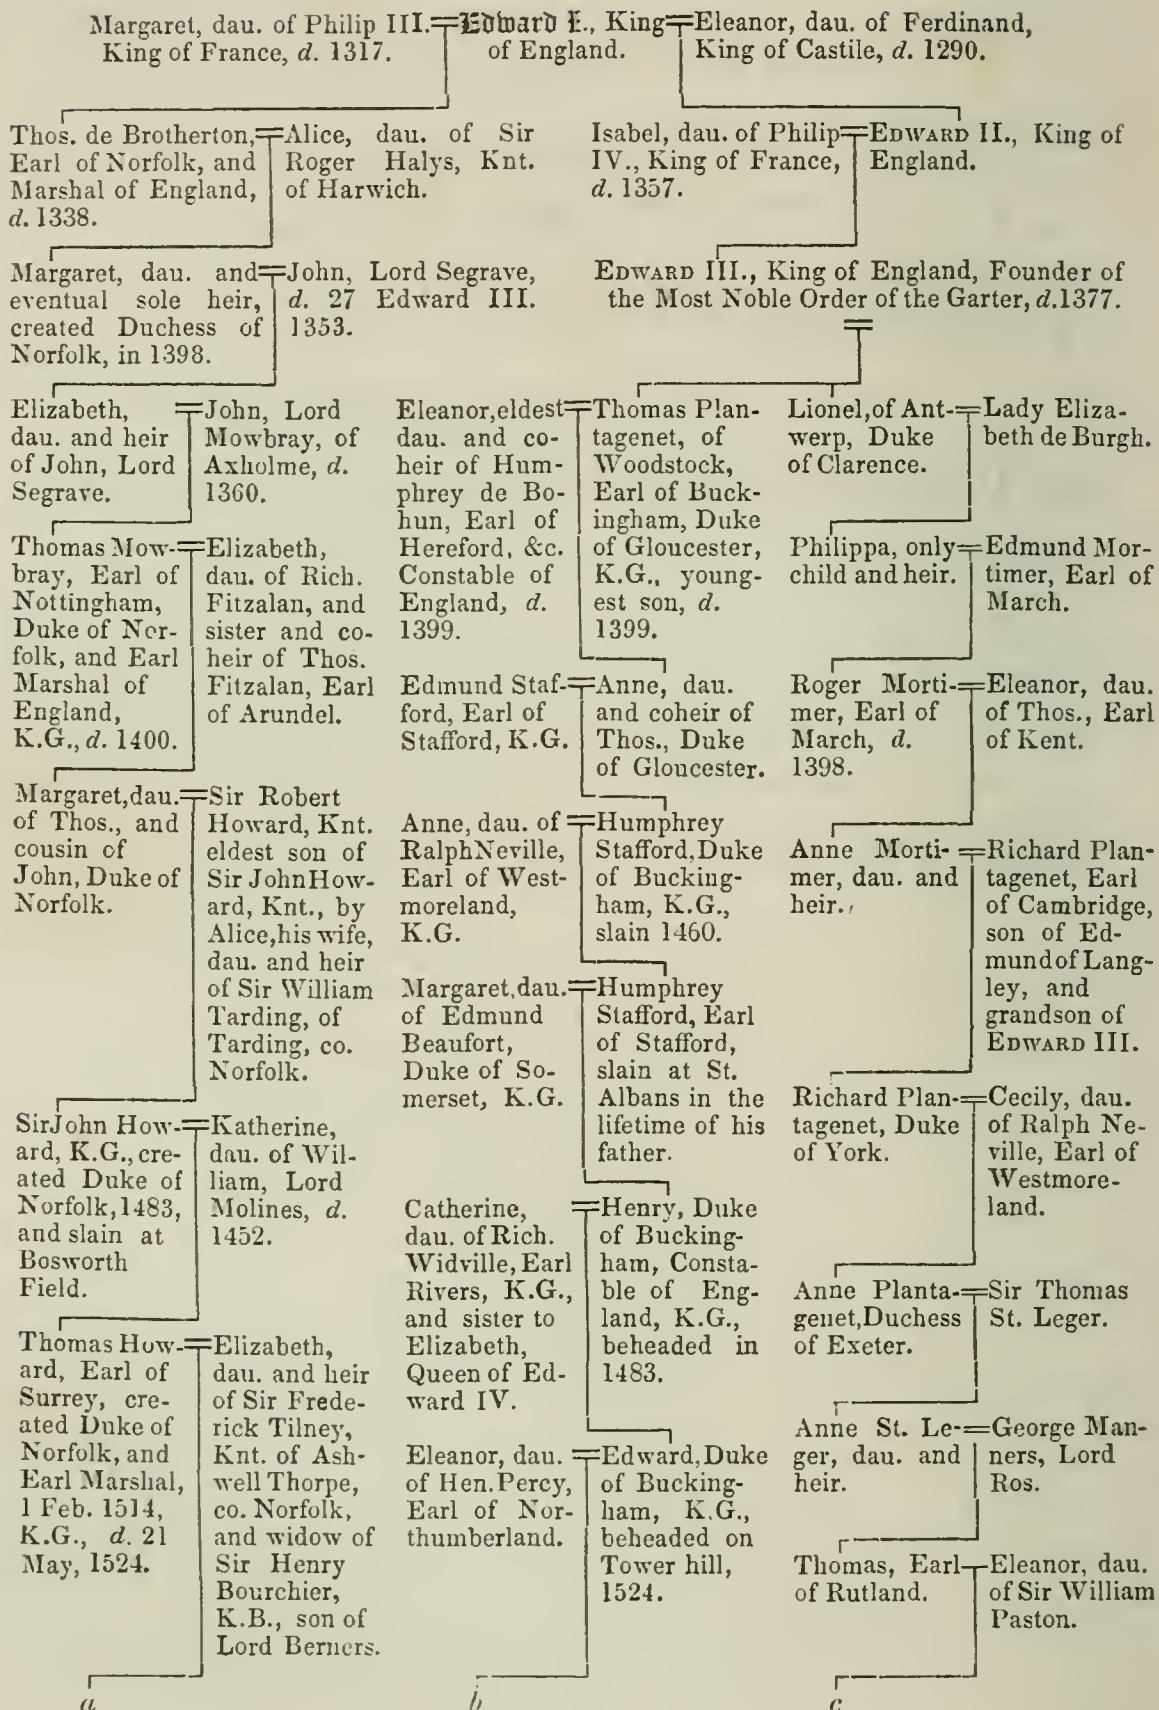 Margaret, dau. of Philip III.
King of France, d. 1317.
Edward I., King
of England.
Eleanor, dau. of Ferdinand,
King of Castile, d. 1290.
Thos. de Brotherton,
Earl of Norfolk, and
Marshal of England,
d. 1338.
Alice, dau. of Sir
Roger Halys, Knt.
of Harwich.
Isabel, dau. of Philip
IV., King of France,
d. 1357.
EDWARD II., King of
England.
Margaret, dau. and
eventual sole heir,
created Duchess of
Norfolk, in 1398.
John, Lord Segrave,
d. 27 Edward III.
1353.
EDWARD III., King of England, Founder of
the Most Noble Order of the Garter, d.1377.
Elizabeth,
dau. and heir
of John, Lord
Segrave.
John, Lord
Mowbray, of
Axholme, d.
1360.
Eleanor, eldest
dau. and co-
heir of Hum-
phrey de Bo-
hun, Earl of
Hereford, &c.
Constable of
England, d.
1399.
Thomas Plan-
tagenet, of
Woodstock,
Earl of Buck-
ingham, Duke
of Gloucester,
K.G., young-
est son, d.
1399.
Lionel, of Ant-
werp, Duke
of Clarence.
Lady Eliza-
beth de Burgh.
Thomas Mow-
bray, Earl of
Nottingham,
Duke of Nor-
folk, and Earl
Marshal of
England,
K.G., d. 1400.
Elizabeth,
dau. of Rich.
Fitzalan, and
sister and co-
heir of Thos.
Fitzalan, Earl
of Arundel.
Philippa, only
child and heir.
Edmund Mor-
timer, Earl of
March.
Edmund Staf-
ford, Earl of
Stafford, K.G.
Anne, dau.
and coheir of
Thos., Duke
of Gloucester.
Roger Morti-
mer, Earl of
March, d.
1398.
Eleanor, dau.
of Thos., Earl
of Kent.
Margaret, dau.
of Thos., and
cousin of
John, Duke of
Norfolk.
Sir Robert
Howard, Knt.
eldest son of
Sir John How-
ard, Knt., by
Alice, his wife,
dau. and heir
of Sir William
Tarding, of
Tarding, co.
Norfolk.
Anne, dau. of
Ralph Neville,
Earl of West-
moreland,
K.G.
Humphrey
Stafford, Duke
of Bucking-
ham, K.G.,
slain 1460.
Anne Morti-
mer, dau. and
heir.
Richard Plan-
tagenet, Earl
of Cambridge,
son of Ed-
mund of Lang-
ley, and
grandson of
EDWARD III.
Margaret, dau.
of Edmund
Beaufort,
Duke of So-
merset, K.G.
Humphrey
Stafford, Earl
of Stafford,
slain at St.
Albans in the
lifetime of his
father.
Richard Plan-
tagenet, Duke
of York.
Cecily, dau.
of Ralph Ne-
ville, Earl of
Westmore-
land.
Sir John How-
ard, K.G., cre-
ated Duke of
Norfolk, 1483,
and slain at
Bosworth
Field.
Katherine,
dau. of Wil-
liam, Lord
Molines, d.
1452.
Catherine,
dau. of Rich.
Widville, Earl
Rivers, K.G.,
and sister to
Elizabeth,
Queen of Ed-
ward IV.
Henry, Duke
of Bucking-
ham, Consta-
ble of Eng-
land, K.G.,
beheaded in
1483.
Anne Planta-
genet, Duchess
of Exeter.
Sir Thomas
St. Leger.
Thomas How-
ard, Earl of
Surrey, cre-
ated Duke of
Norfolk, and
Earl Marshal,
1 Feb. 1514,
K.G., d. 21
May, 1524.
Elizabeth,
dau. and heir
of Sir Frede-
rick Tilney,
Knt. of Ash-
well Thorpe,
co. Norfolk,
and widow of
Sir Henry
Bourchier,
K.B., son of
Lord Berners.
Eleanor, dau.
of Hen. Percy,
Earl of Nor-
thumberland.
Edward, Duke
of Bucking-
ham, K.G.,
beheaded on
Tower hill,
1524.
Anne St. Le-
ger, dau. and
heir.
George Man-
ners, Lord
Ros.
Thomas, Earl
of Rutland.
Eleanor, dau.
of Sir William
Paston.
a
b
c